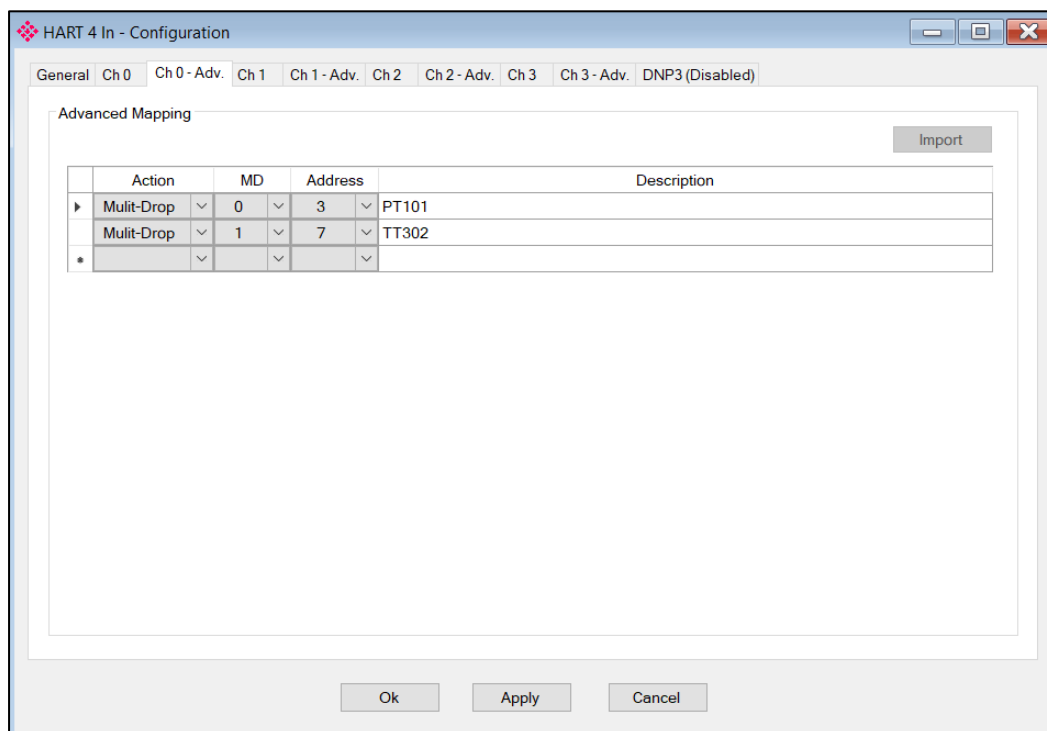 HART 4 In - Configuration
General Ch 0 Ch 0 - Adv. Ch 1 Ch 1 - Adv. Ch 2 Ch 2 - Adv. Ch 3 Ch 3 - Adv. DNP3 (Disabled)
Advanced Mapping
Import
Action MD Address Description
Mulit-Drop 0 3 PT101
Mulit-Drop 1 7 TT302
Ok Apply Cancel